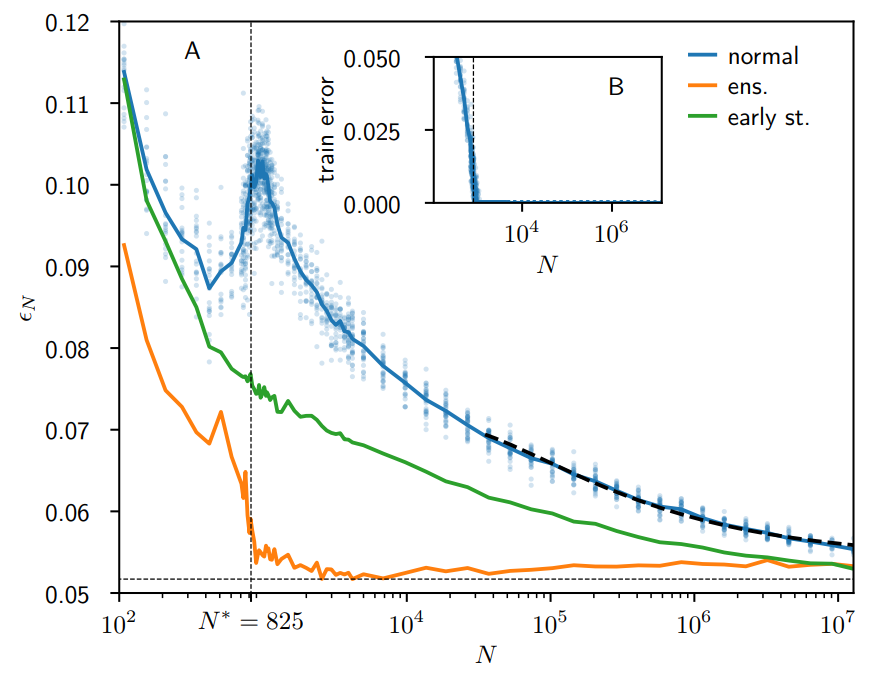 0.12
0.11
0.10
0.09
0.08
0.07
0.06
0.05
ϵ_N
A
10^2
N* = 825
10^4
10^5
10^6
10^7
N
0.050
0.025
0.000
train error
B
10^4
10^6
N
normal
ens.
early st.